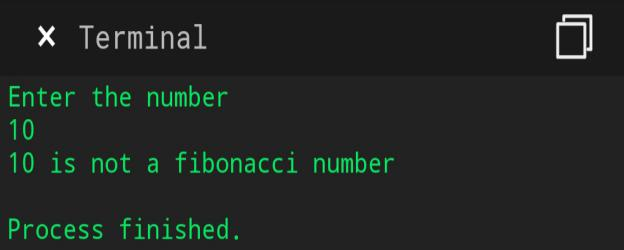 Terminal
Enter the number
10
10 is not a fibonacci number
Process finished.